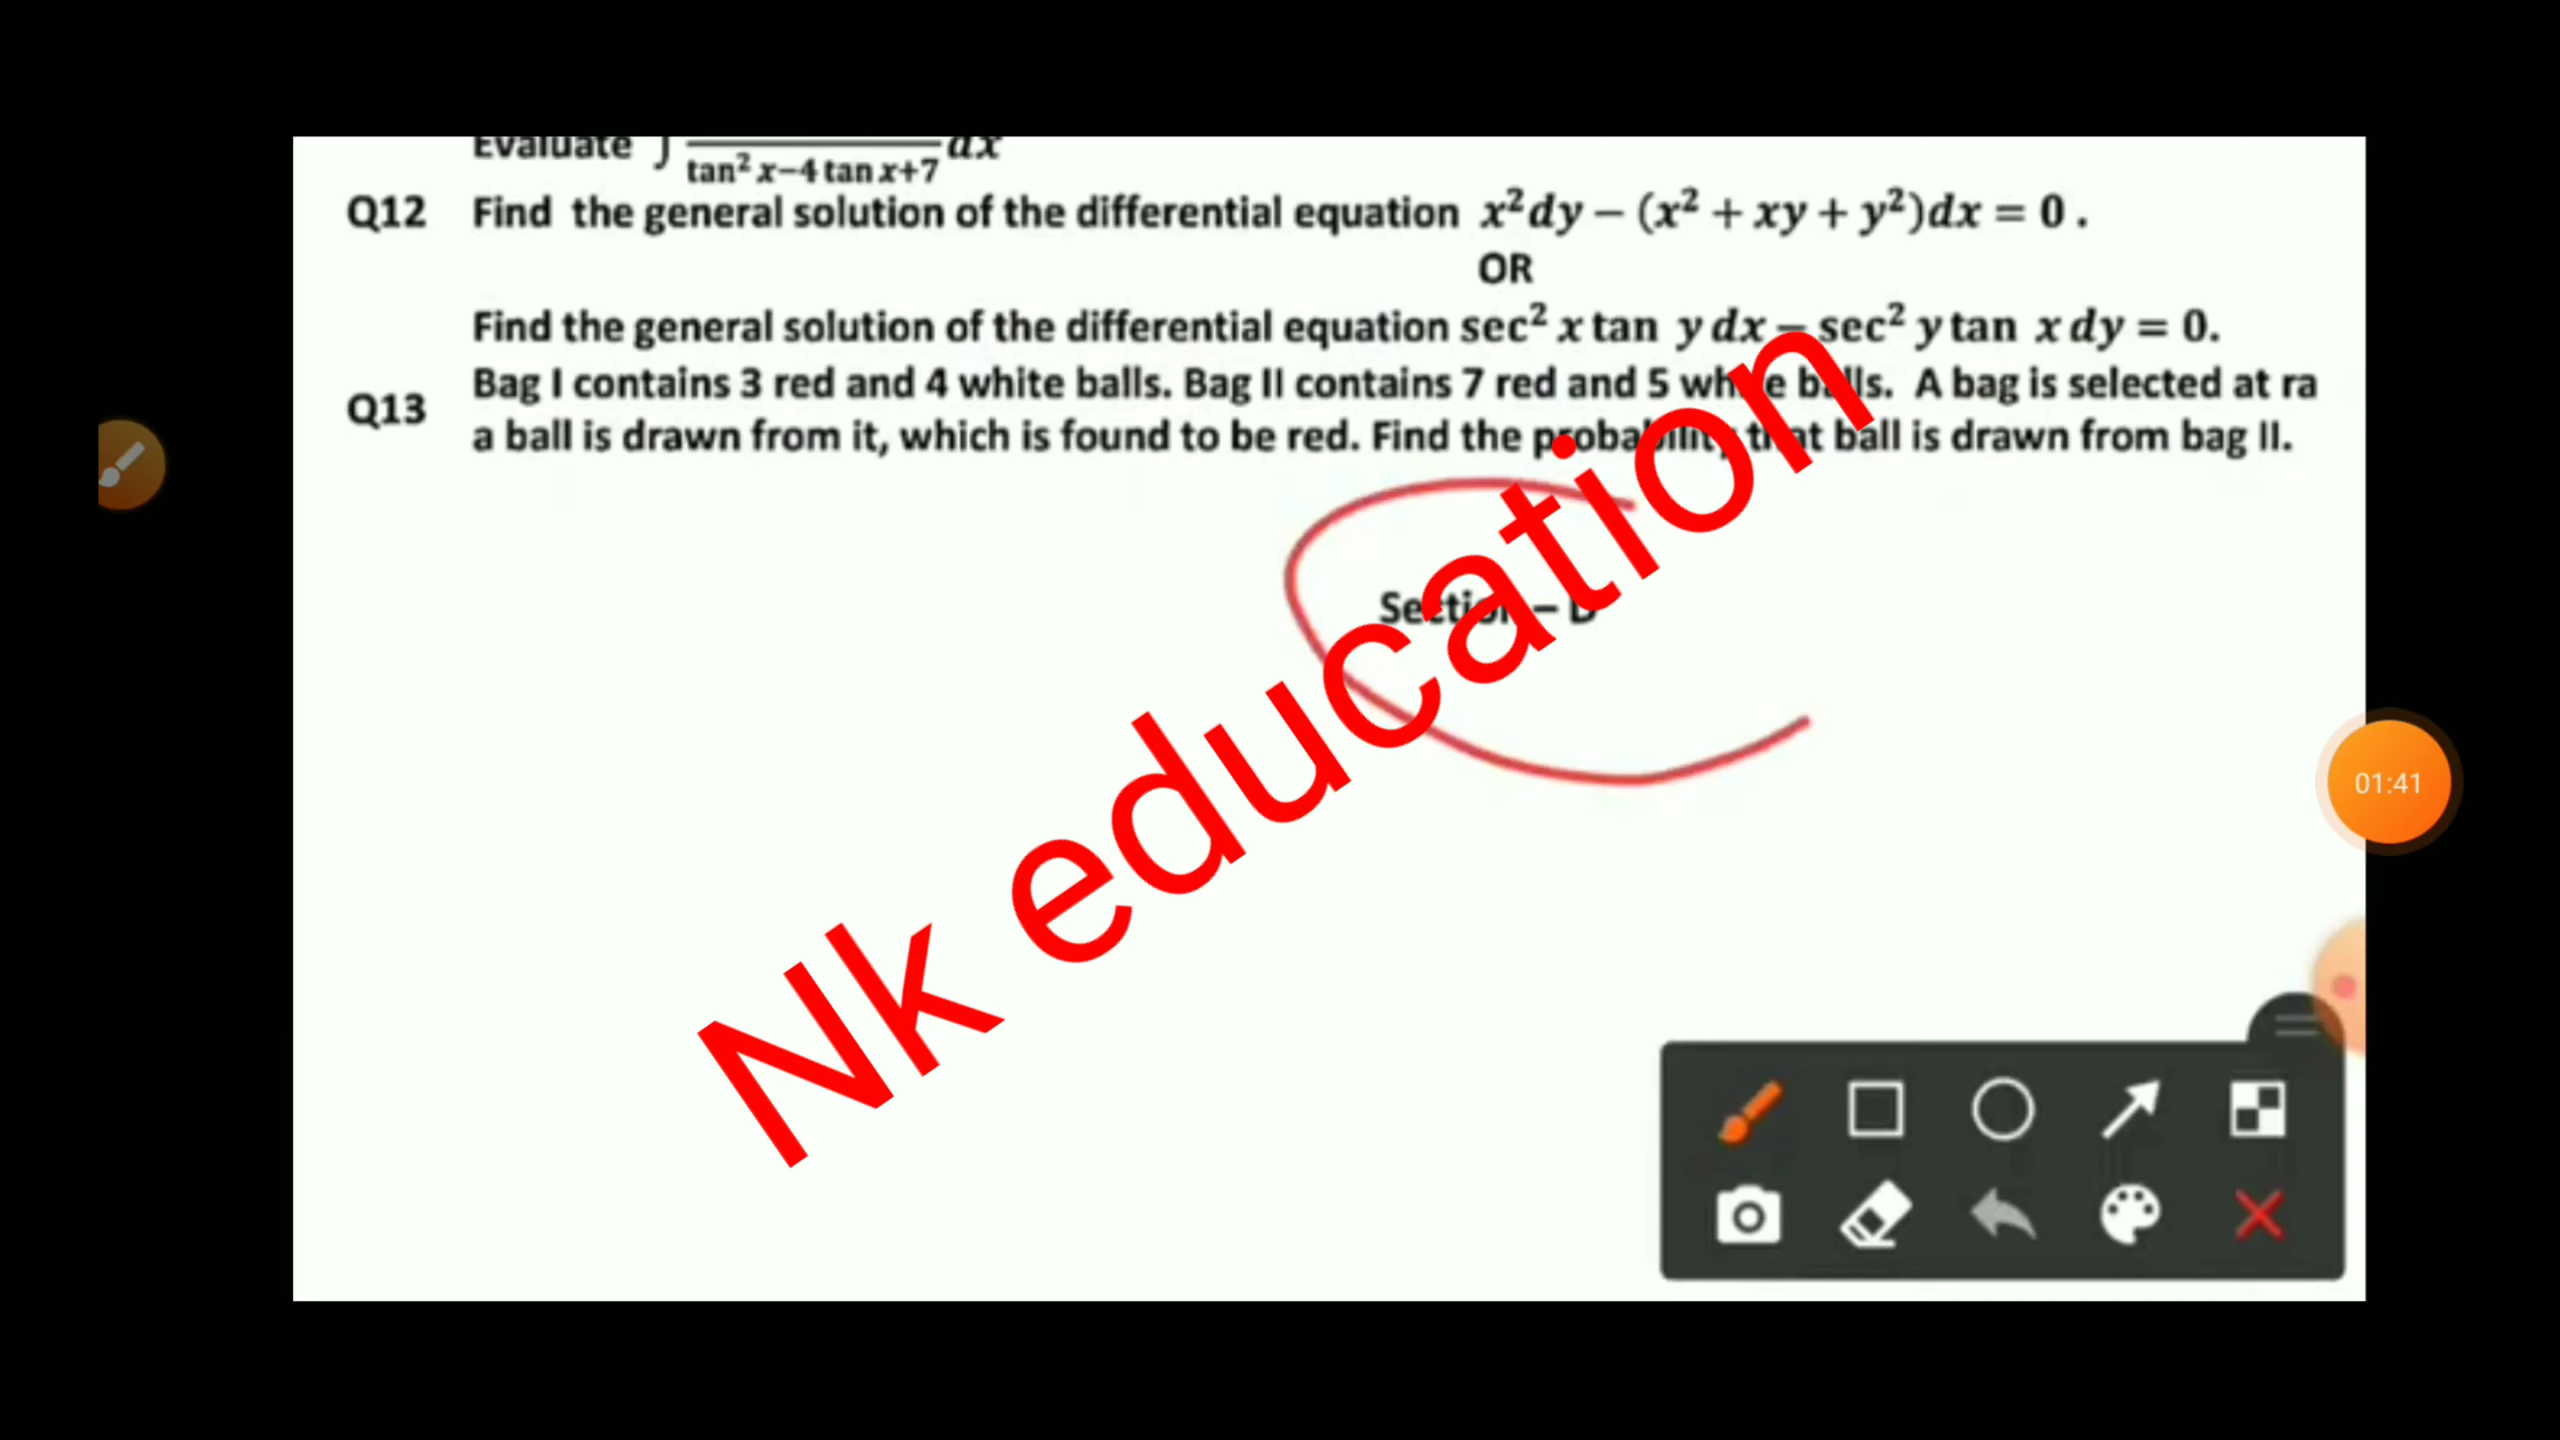 Evaluate ∫ dx
tan² x−4 tan x+7
Q12 Find the general solution of the differential equation x²dy − (x² + xy + y²)dx = 0 .
OR
Find the general solution of the differential equation sec² x tan y dx − sec² y tan x dy = 0.
Q13 Bag I contains 3 red and 4 white balls. Bag II contains 7 red and 5 white balls. A bag is selected at ra
a ball is drawn from it, which is found to be red. Find the probability that ball is drawn from bag II.
Section – D
Nk education
01:41